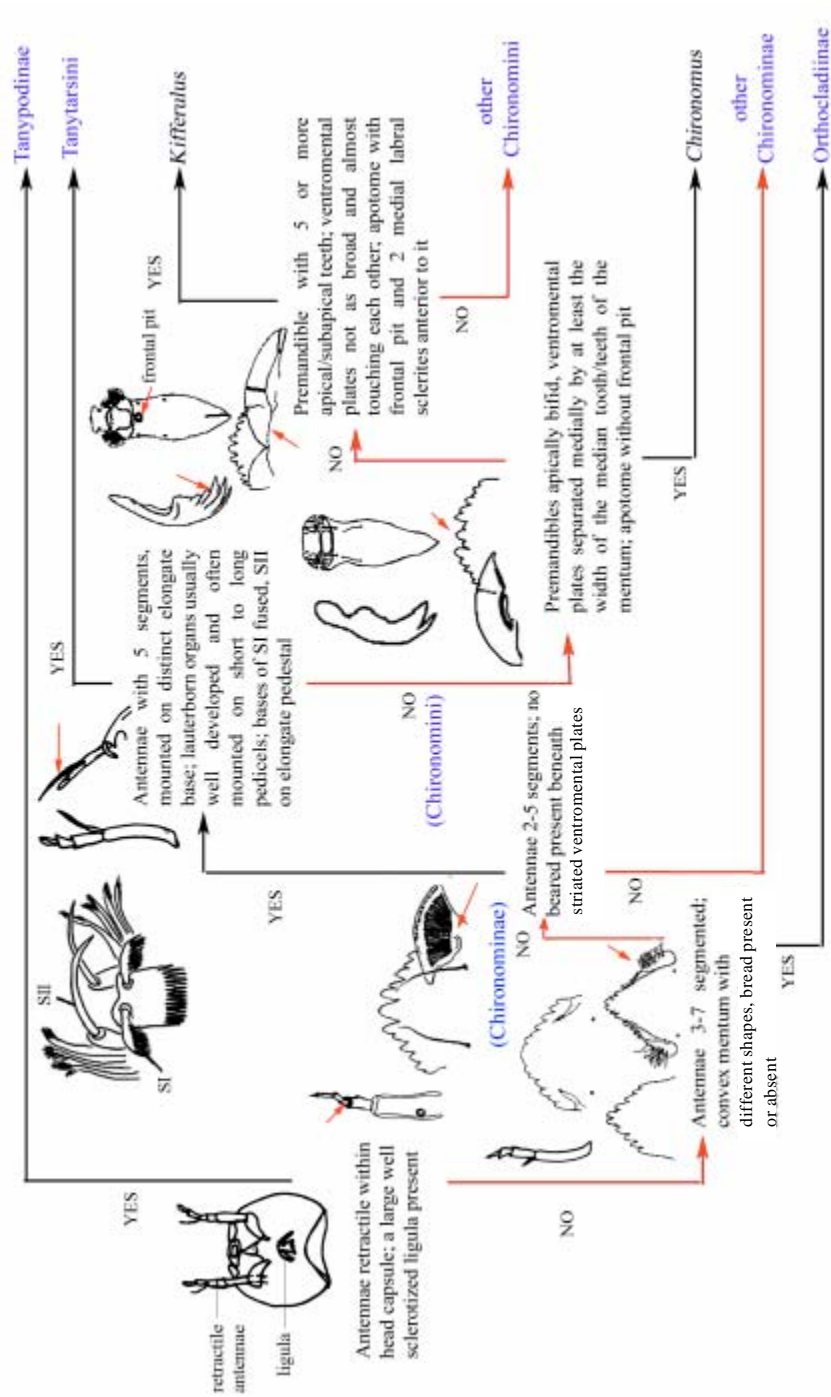 retractile
antennae
ligula
Antennae retractile within
head capsule; a large well
sclerotized ligula present
YES
Tanypodinae
NO
Antennae 3-7 segmented;
convex mentum with
different shapes, bread present
or absent
YES
Orthocladiinae
NO
(Chironominae)
Antennae 2-5 segments; no
beared present beneath
striated ventromental plates
NO
other
Chironominae
YES
SI
SII
Antennae with 5 segments,
mounted on distinct elongate
base; lauterborn organs usually
well developed and often
mounted on short to long
pedicels; bases of SI fused, SII
on elongate pedestal
YES
Tanytarsini
NO
(Chironomini)
Premandibles apically bifid, ventromental
plates separated medially by at least the
width of the median tooth/teeth of the
mentum; apotome without frontal pit
YES
Chironomus
NO
frontal pit
Premandible with 5 or more
apical/subapical teeth; ventromental
plates not as broad and almost
touching each other; apotome with
frontal pit and 2 medial labral
sclerites anterior to it
YES
Kifferulus
NO
other
Chironomini